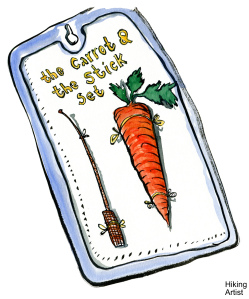 the Carrot &
the Stick
Set
Hiking
Artist